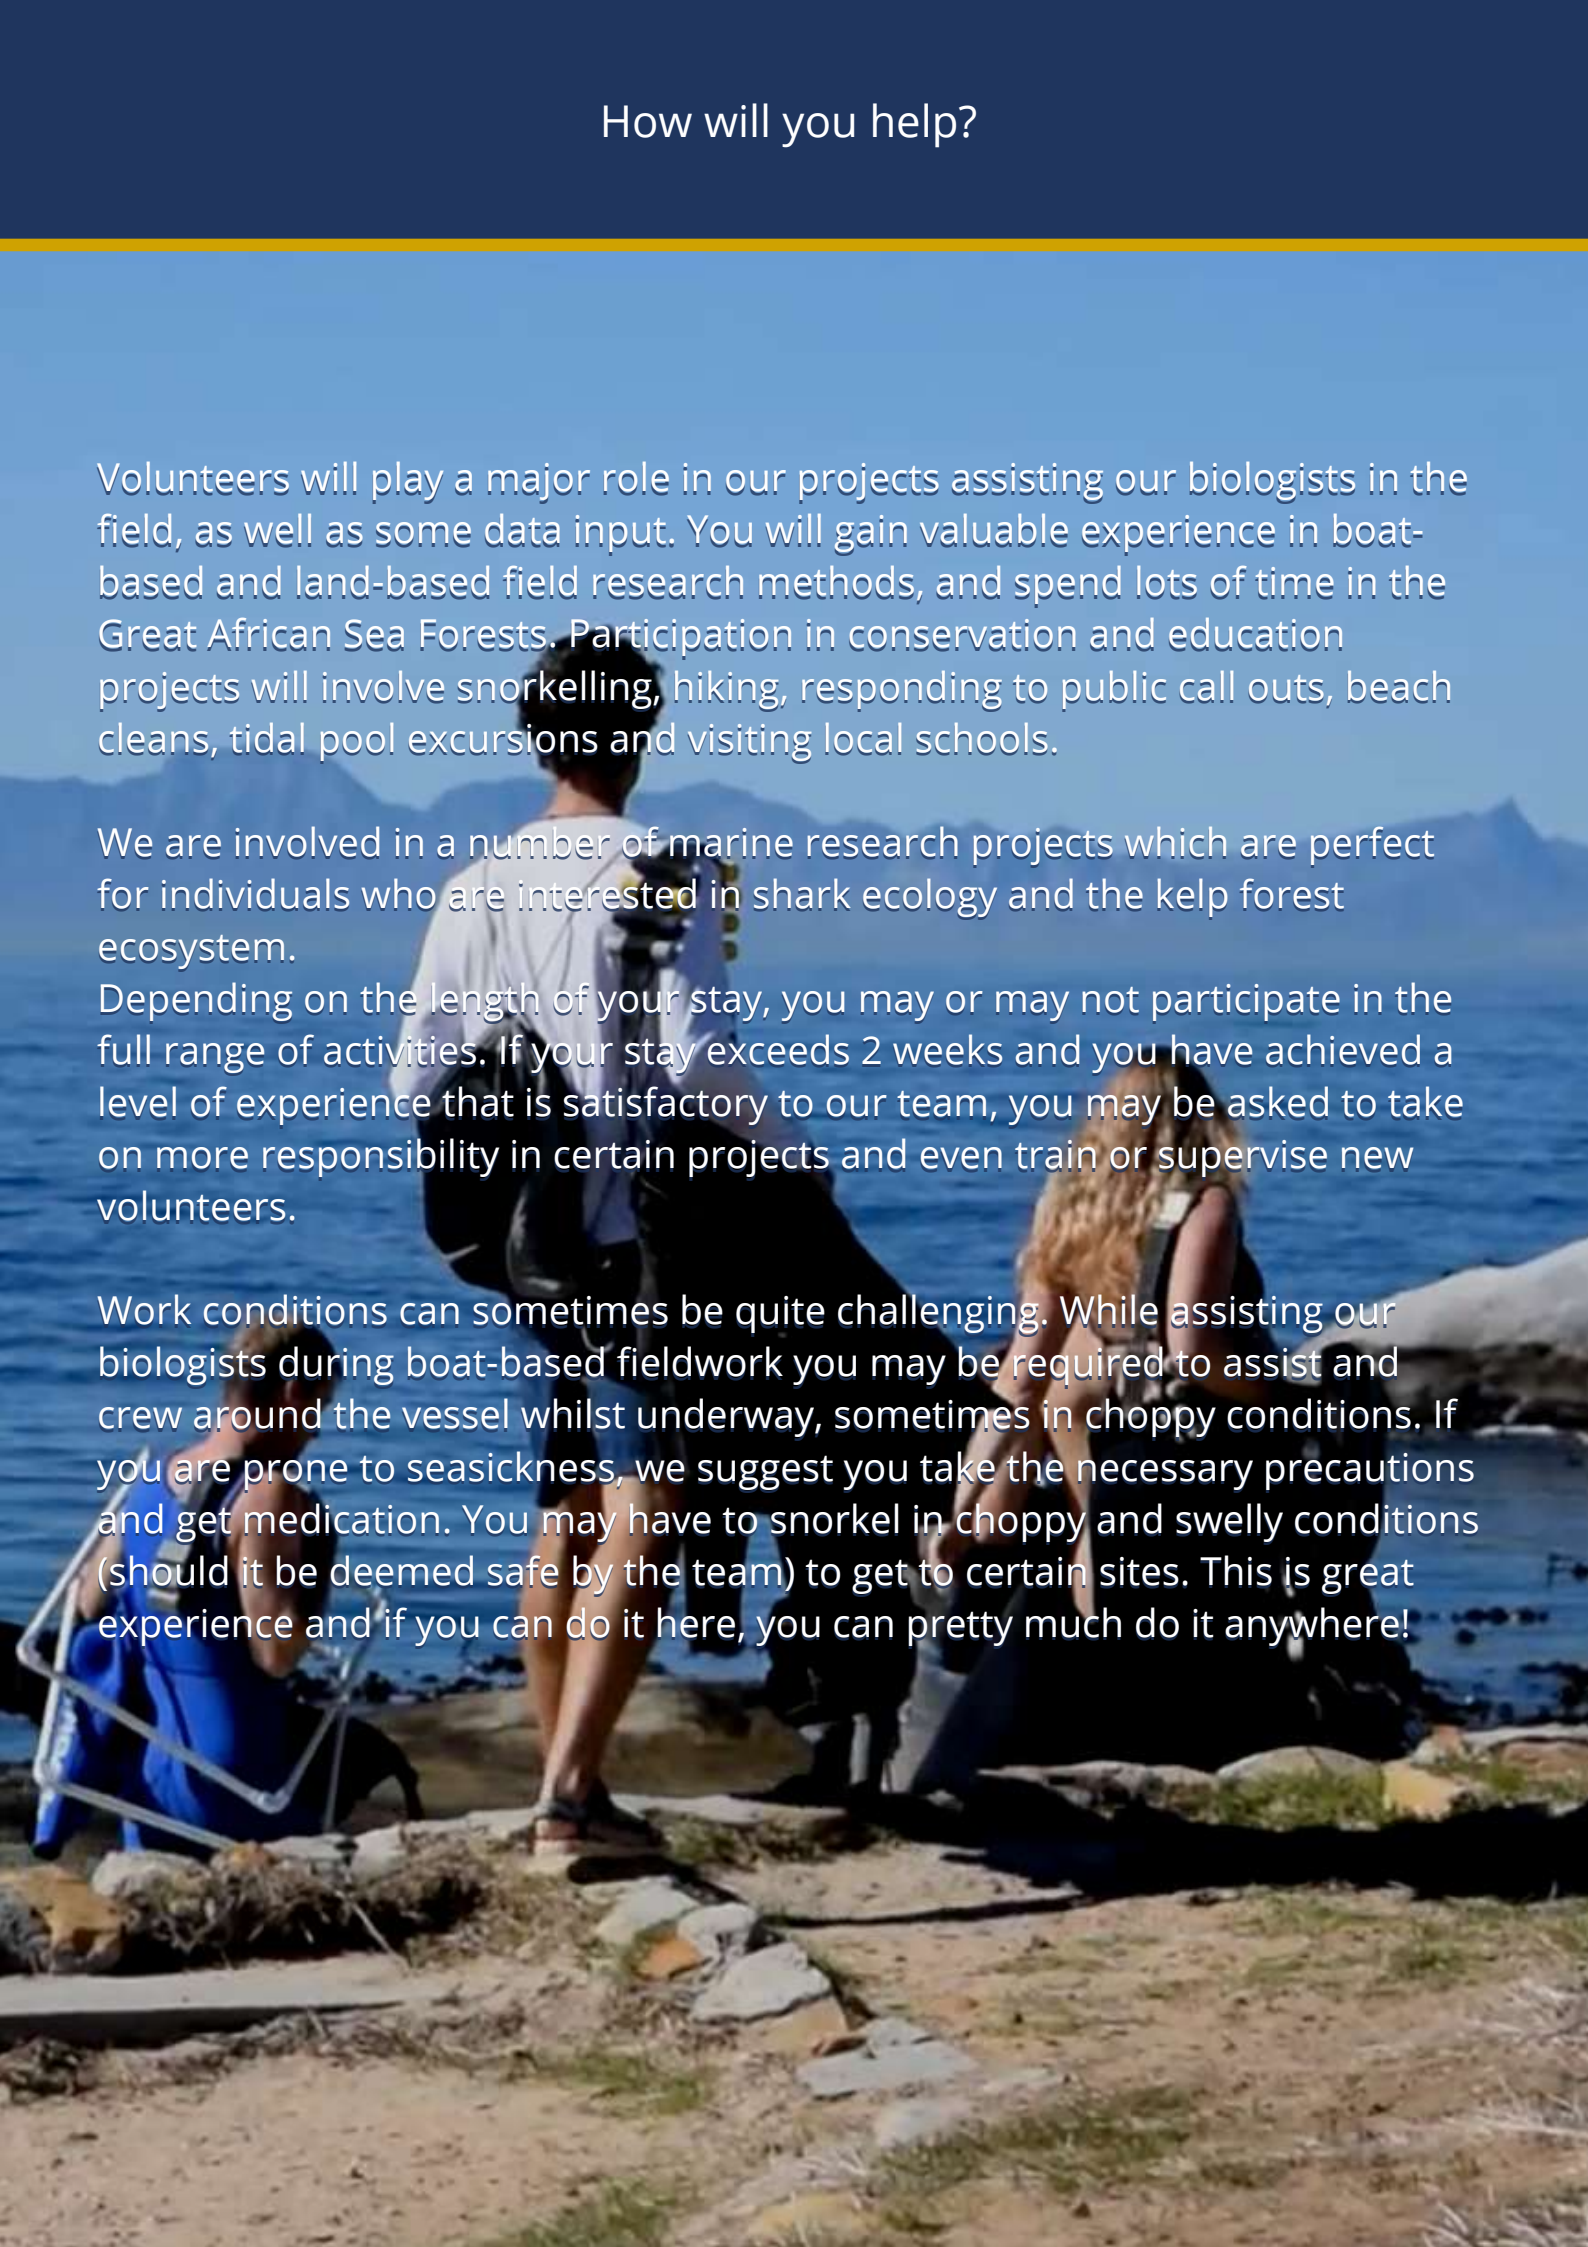 How will you help?
Volunteers will play a major role in our projects assisting our biologists in the
field, as well as some data input. You will gain valuable experience in boat-
based and land-based field research methods, and spend lots of time in the
Great African Sea Forests. Participation in conservation and education
projects will involve snorkelling, hiking, responding to public call outs, beach
cleans, tidal pool excursions and visiting local schools.
We are involved in a number of marine research projects which are perfect
for individuals who are interested in shark ecology and the kelp forest
ecosystem.
Depending on the length of your stay, you may or may not participate in the
full range of activities. If your stay exceeds 2 weeks and you have achieved a
level of experience that is satisfactory to our team, you may be asked to take
on more responsibility in certain projects and even train or supervise new
volunteers.
Work conditions can sometimes be quite challenging. While assisting our
biologists during boat-based fieldwork you may be required to assist and
crew around the vessel whilst underway, sometimes in choppy conditions. If
you are prone to seasickness, we suggest you take the necessary precautions
and get medication. You may have to snorkel in choppy and swelly conditions
(should it be deemed safe by the team) to get to certain sites. This is great
experience and if you can do it here, you can pretty much do it anywhere!